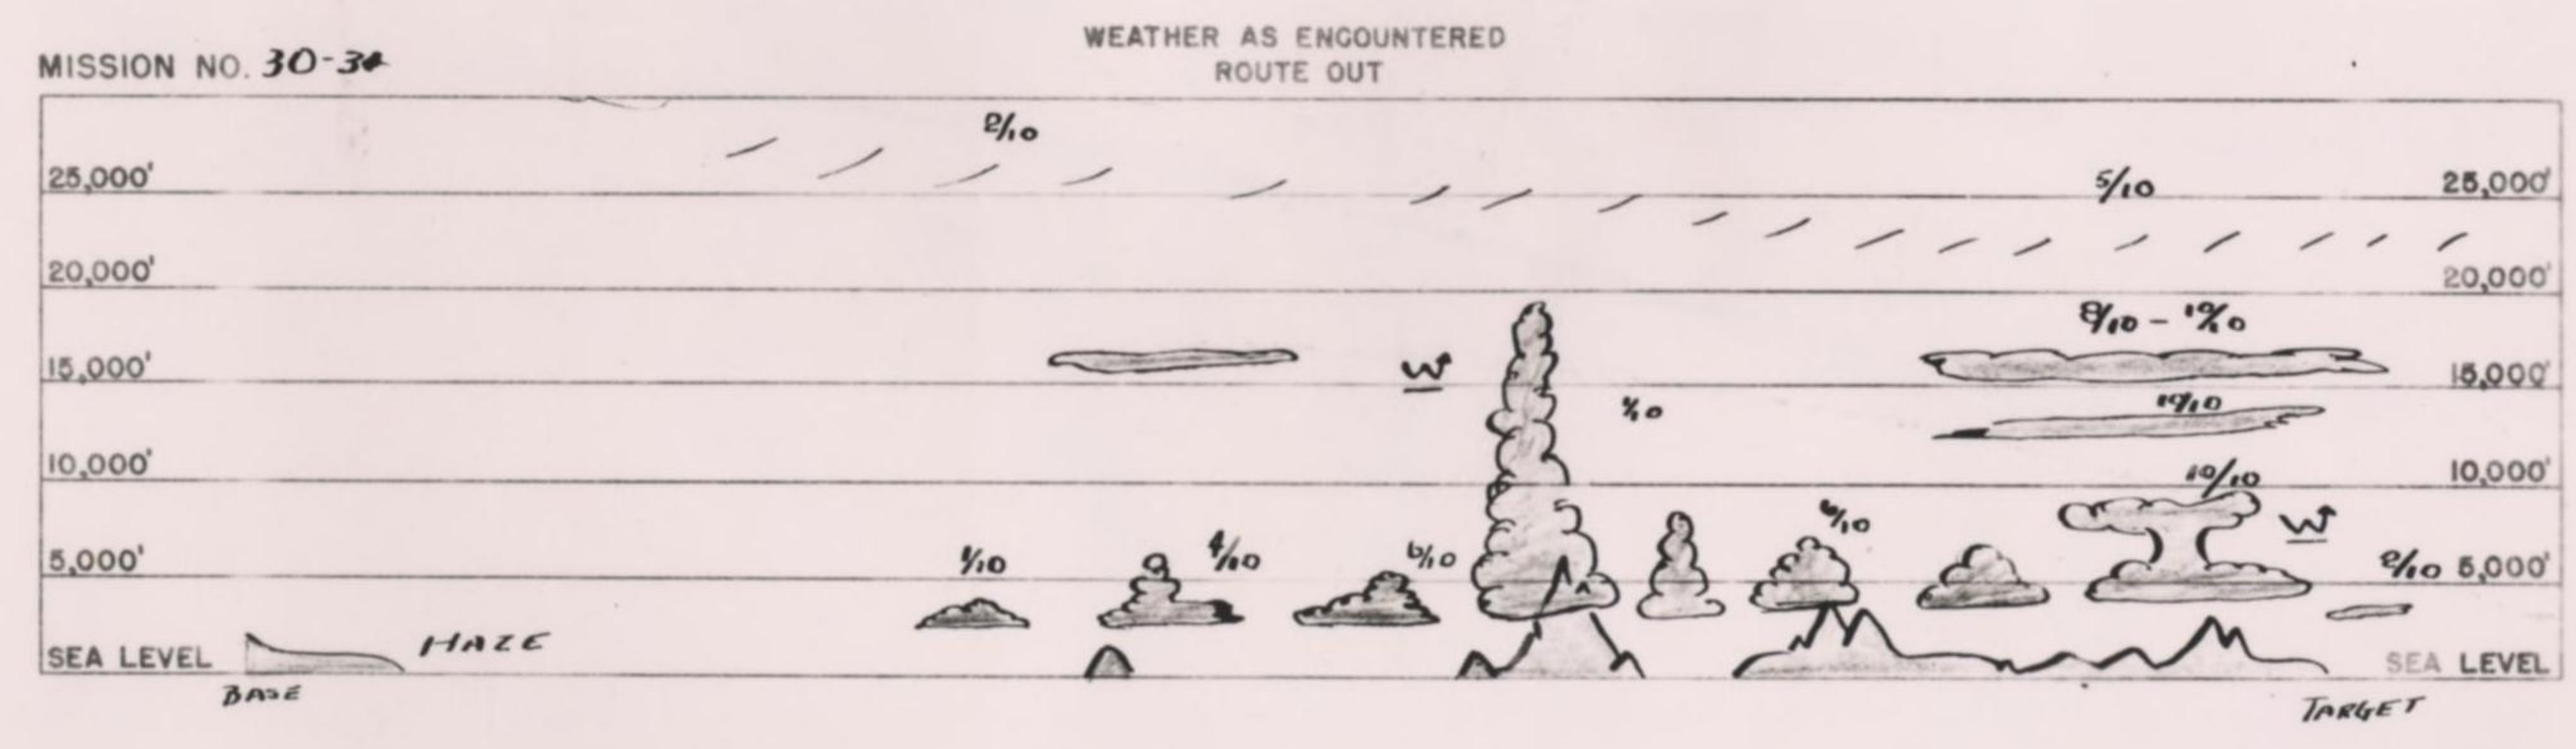 WEATHER AS ENCOUNTERED
ROUTE OUT
MISSION NO. 30-
2/10
25,000' 5/10 25,000'
20,000' 20,000'
8/10 - 10/10
15,000' W 15,000'
10/10
10,000' 10/10 10,000'
W
5,000' 1/10 4/10 6/10 6/10 2/10 5,000'
HAZE
SEA LEVEL SEA LEVEL
BASE TARGET